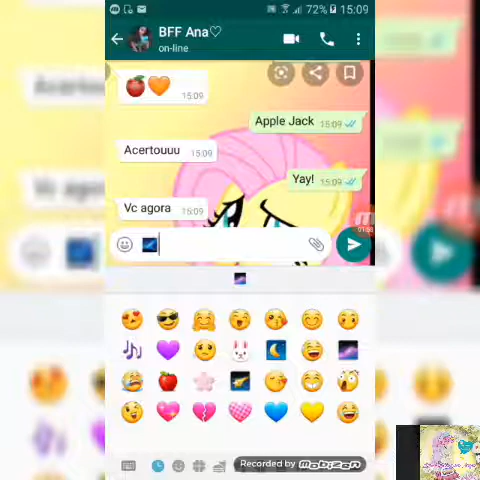 72% 15:09
BFF Ana♡
on-line
15:09
Apple Jack 15:09
Acertouuu 15:09
Yay! 15:09
Vc agora 15:09
Recorded by mobizen